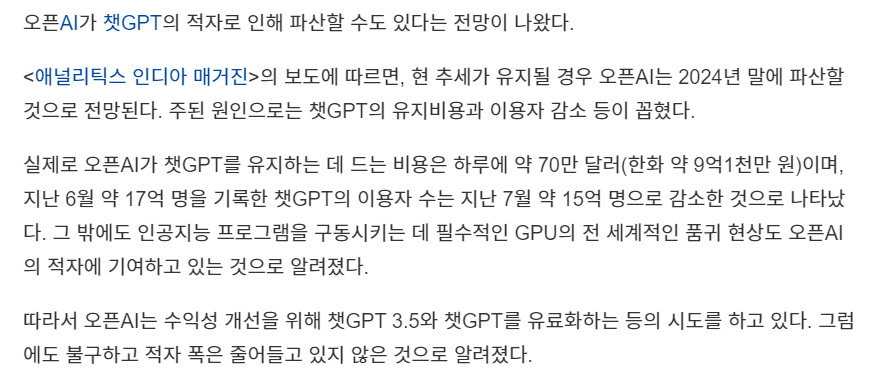 오픈AI가 챗GPT의 적자로 인해 파산할 수도 있다는 전망이 나왔다.
<애널리틱스 인디아 매거진>의 보도에 따르면, 현 추세가 유지될 경우 오픈AI는 2024년 말에 파산할
것으로 전망된다. 주된 원인으로는 챗GPT의 유지비용과 이용자 감소 등이 꼽혔다.
실제로 오픈AI가 챗GPT를 유지하는 데 드는 비용은 하루에 약 70만 달러(한화 약 9억1천만 원)이며,
지난 6월 약 17억 명을 기록한 챗GPT의 이용자 수는 지난 7월 약 15억 명으로 감소한 것으로 나타났
다. 그 밖에도 인공지능 프로그램을 구동시키는 데 필수적인 GPU의 전 세계적인 품귀 현상도 오픈AI
의 적자에 기여하고 있는 것으로 알려졌다.
따라서 오픈AI는 수익성 개선을 위해 챗GPT 3.5와 챗GPT를 유료화하는 등의 시도를 하고 있다. 그럼
에도 불구하고 적자 폭은 줄어들고 있지 않은 것으로 알려졌다.